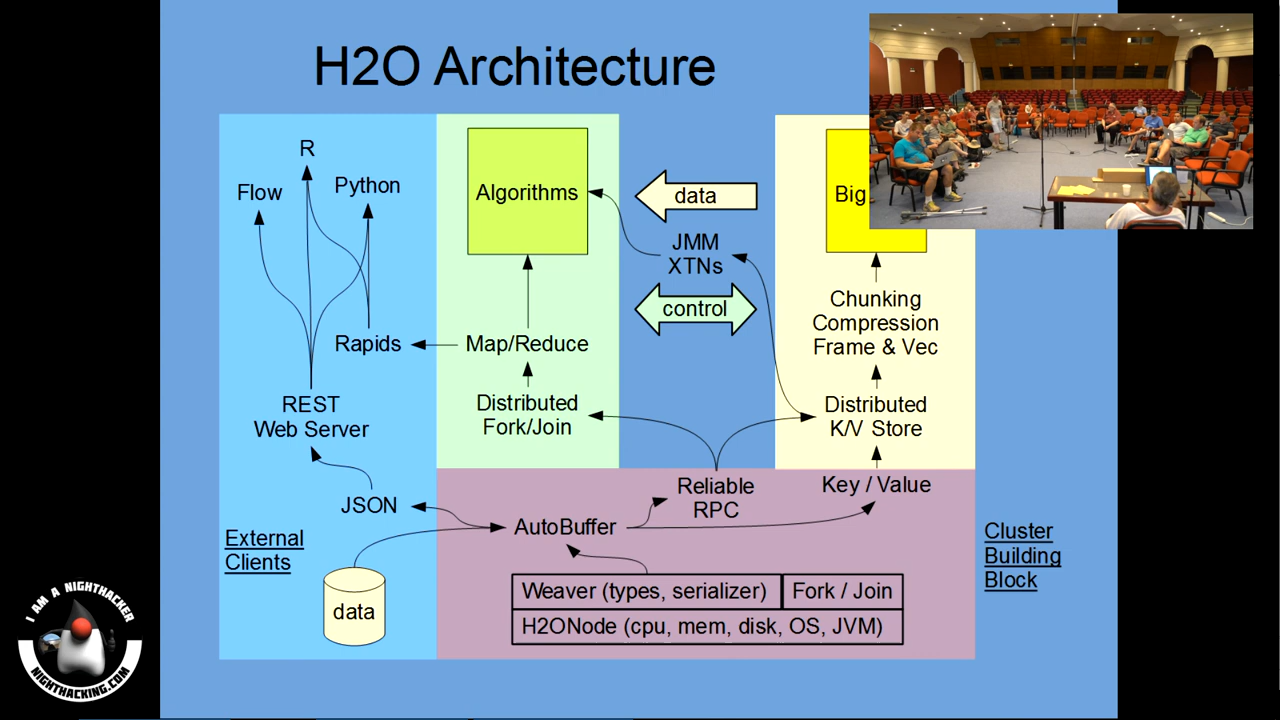 H2O Architecture
R
Flow
Python
Algorithms
data
Big
JMM
XTNs
control
Chunking
Compression
Frame & Vec
Rapids
Map/Reduce
REST
Web Server
Distributed
Fork/Join
Distributed
K/V Store
JSON
Reliable
RPC
Key / Value
AutoBuffer
External
Clients
Cluster
Building
Block
data
Weaver (types, serializer)
Fork / Join
H2ONode (cpu, mem, disk, OS, JVM)
I AM A NIGHTHACKER
NIGHTHACKING.COM